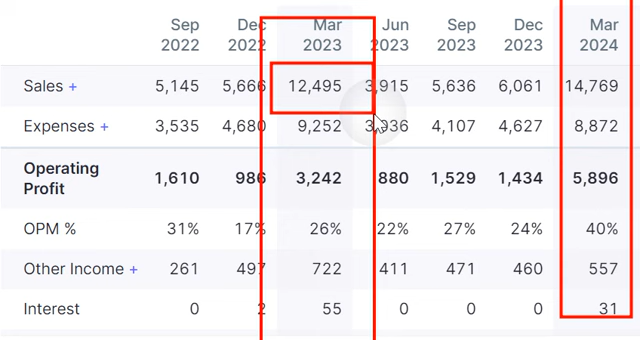 Sep Dec Mar Jun Sep Dec Mar
2022 2022 2023 2023 2023 2023 2024
Sales + 5,145 5,666 12,495 3,915 5,636 6,061 14,769
Expenses + 3,535 4,680 9,252 3,036 4,107 4,627 8,872
Operating
Profit 1,610 986 3,242 880 1,529 1,434 5,896
OPM % 31% 17% 26% 22% 27% 24% 40%
Other Income + 261 497 722 411 471 460 557
Interest 0 2 55 0 0 0 31